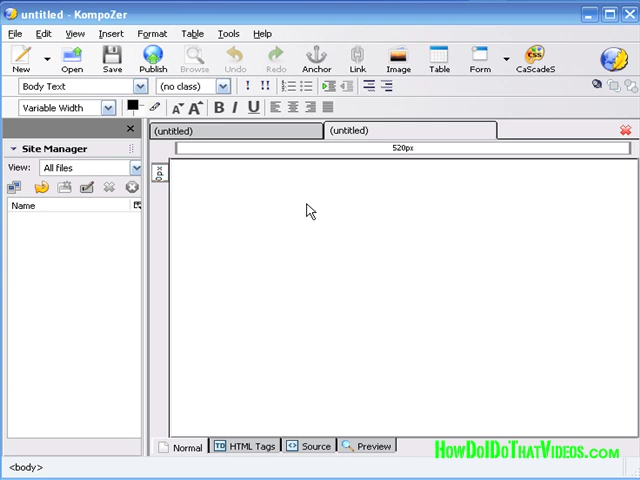 untitled - KompoZer
File Edit View Insert Format Table Tools Help
New Open Save Publish Browse Undo Redo Anchor Link Image Table Form CaScadeS
Body Text (no class)
Variable Width
(untitled) (untitled)
Site Manager
520px
View: All files
0px
Name
Normal HTML Tags Source Preview
HowDoIDoThatVideos.com
<body>